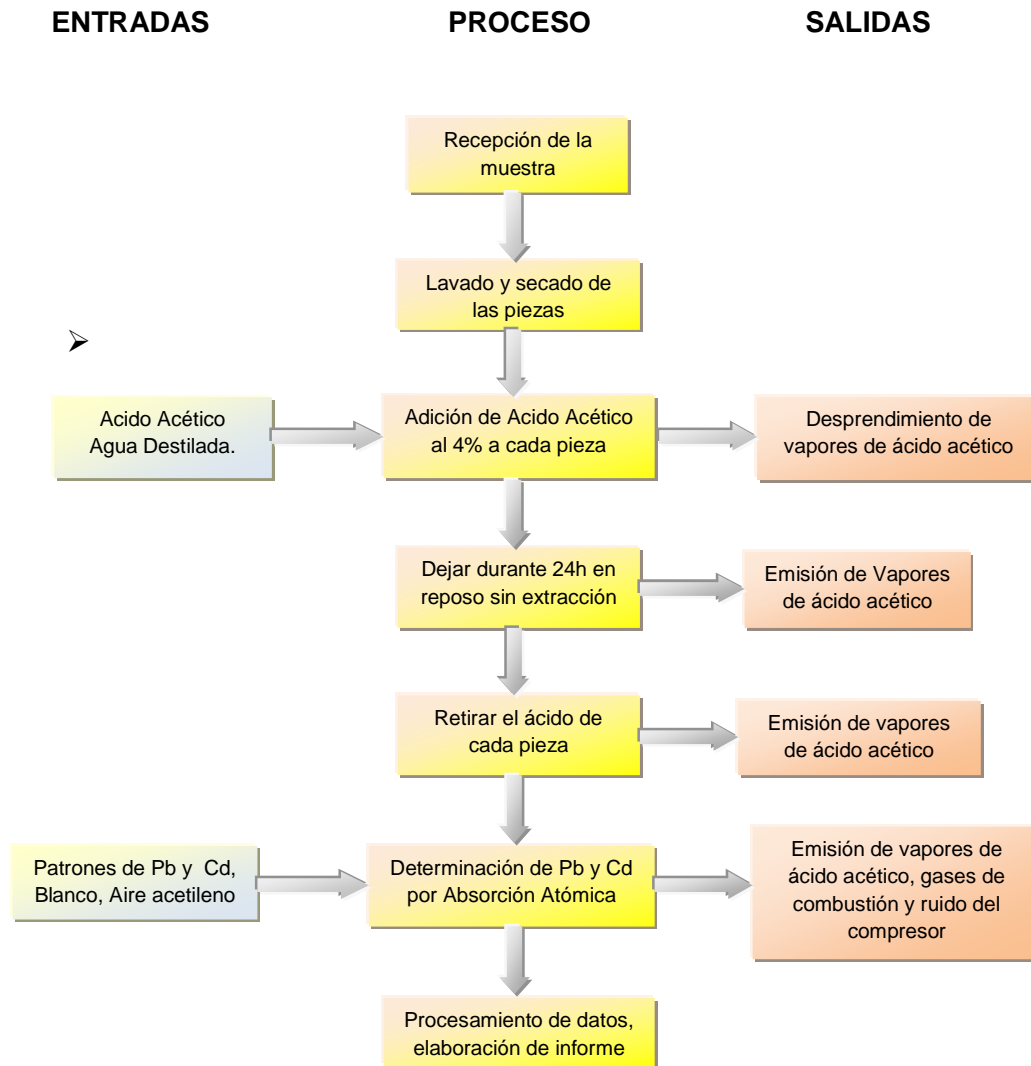 ENTRADAS PROCESO SALIDAS
Recepción de la
muestra
Lavado y secado de
las piezas
➢
Acido Acético
Agua Destilada.
Adición de Acido Acético
al 4% a cada pieza
Desprendimiento de
vapores de ácido acético
Dejar durante 24h en
reposo sin extracción
Emisión de Vapores
de ácido acético
Retirar el ácido de
cada pieza
Emisión de vapores
de ácido acético
Patrones de Pb y Cd,
Blanco, Aire acetileno
Determinación de Pb y Cd
por Absorción Atómica
Emisión de vapores de
ácido acético, gases de
combustión y ruido del
compresor
Procesamiento de datos,
elaboración de informe